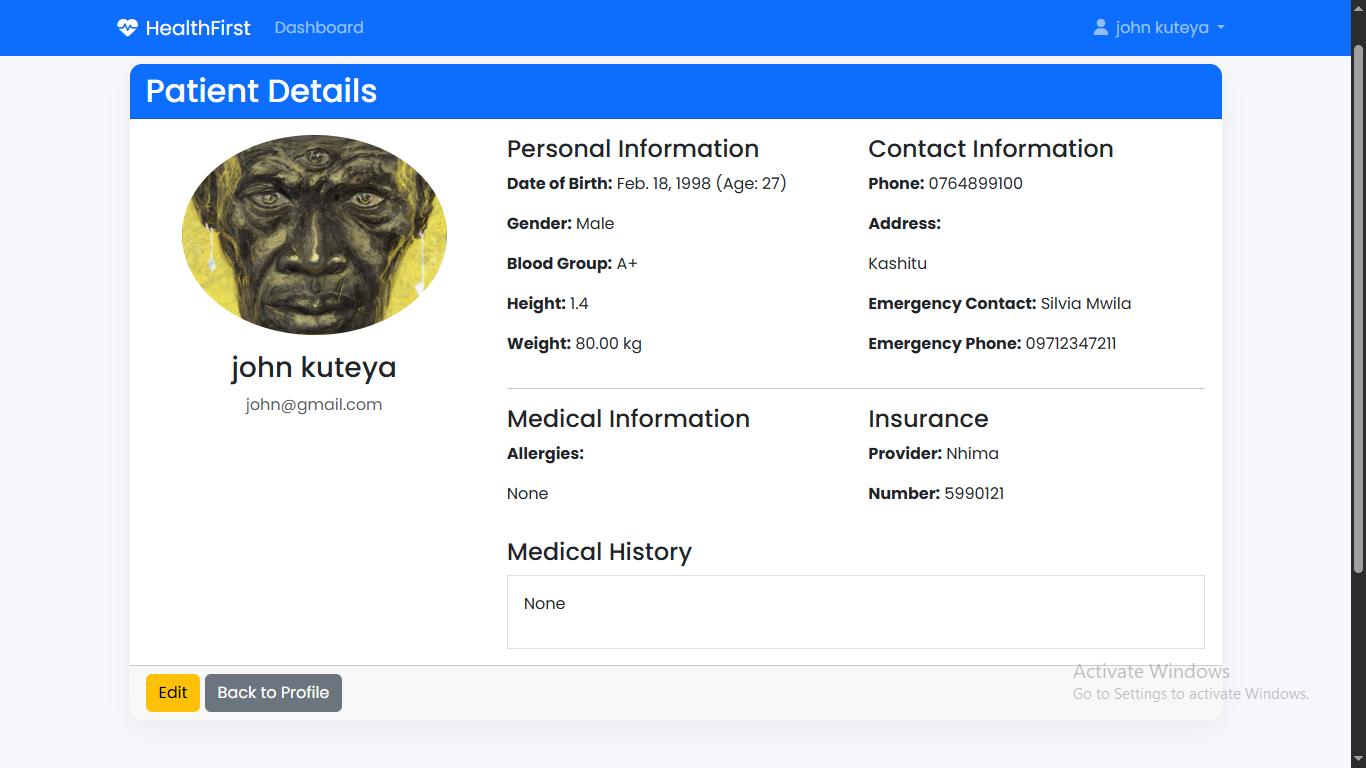 HealthFirst Dashboard john kuteya
Patient Details
john kuteya
john@gmail.com
Personal Information
Date of Birth: Feb. 18, 1998 (Age: 27)
Gender: Male
Blood Group: A+
Height: 1.4
Weight: 80.00 kg
Contact Information
Phone: 0764899100
Address:
Kashitu
Emergency Contact: Silvia Mwila
Emergency Phone: 09712347211
Medical Information
Allergies:
None
Insurance
Provider: Nhima
Number: 5990121
Medical History
None
Edit Back to Profile
Activate Windows
Go to Settings to activate Windows.